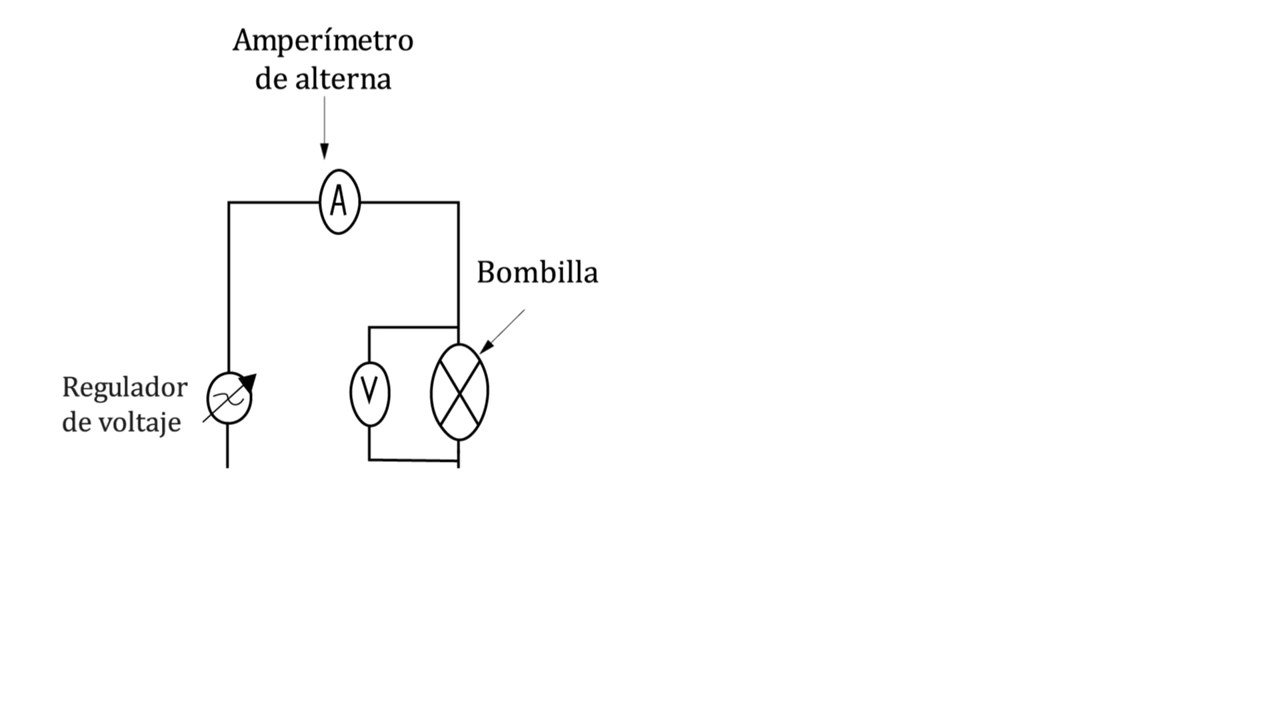 Amperímetro
de alterna
A
Bombilla
V
Regulador
de voltaje